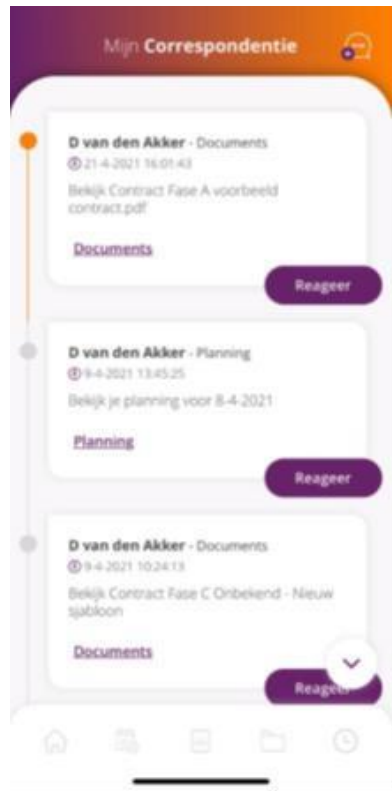 Mijn Correspondentie
D van den Akker - Documents
21-4-2021 16:01:43
Bekijk Contract Fase A voorbeeld
contract.pdf
Documents
Reageer
D van den Akker - Planning
9-4-2021 13:45:25
Bekijk je planning voor 8-4-2021
Planning
Reageer
D van den Akker - Documents
9-4-2021 10:24:13
Bekijk Contract Fase C Onbekend - Nieuw
sjabloon
Documents
Reageer